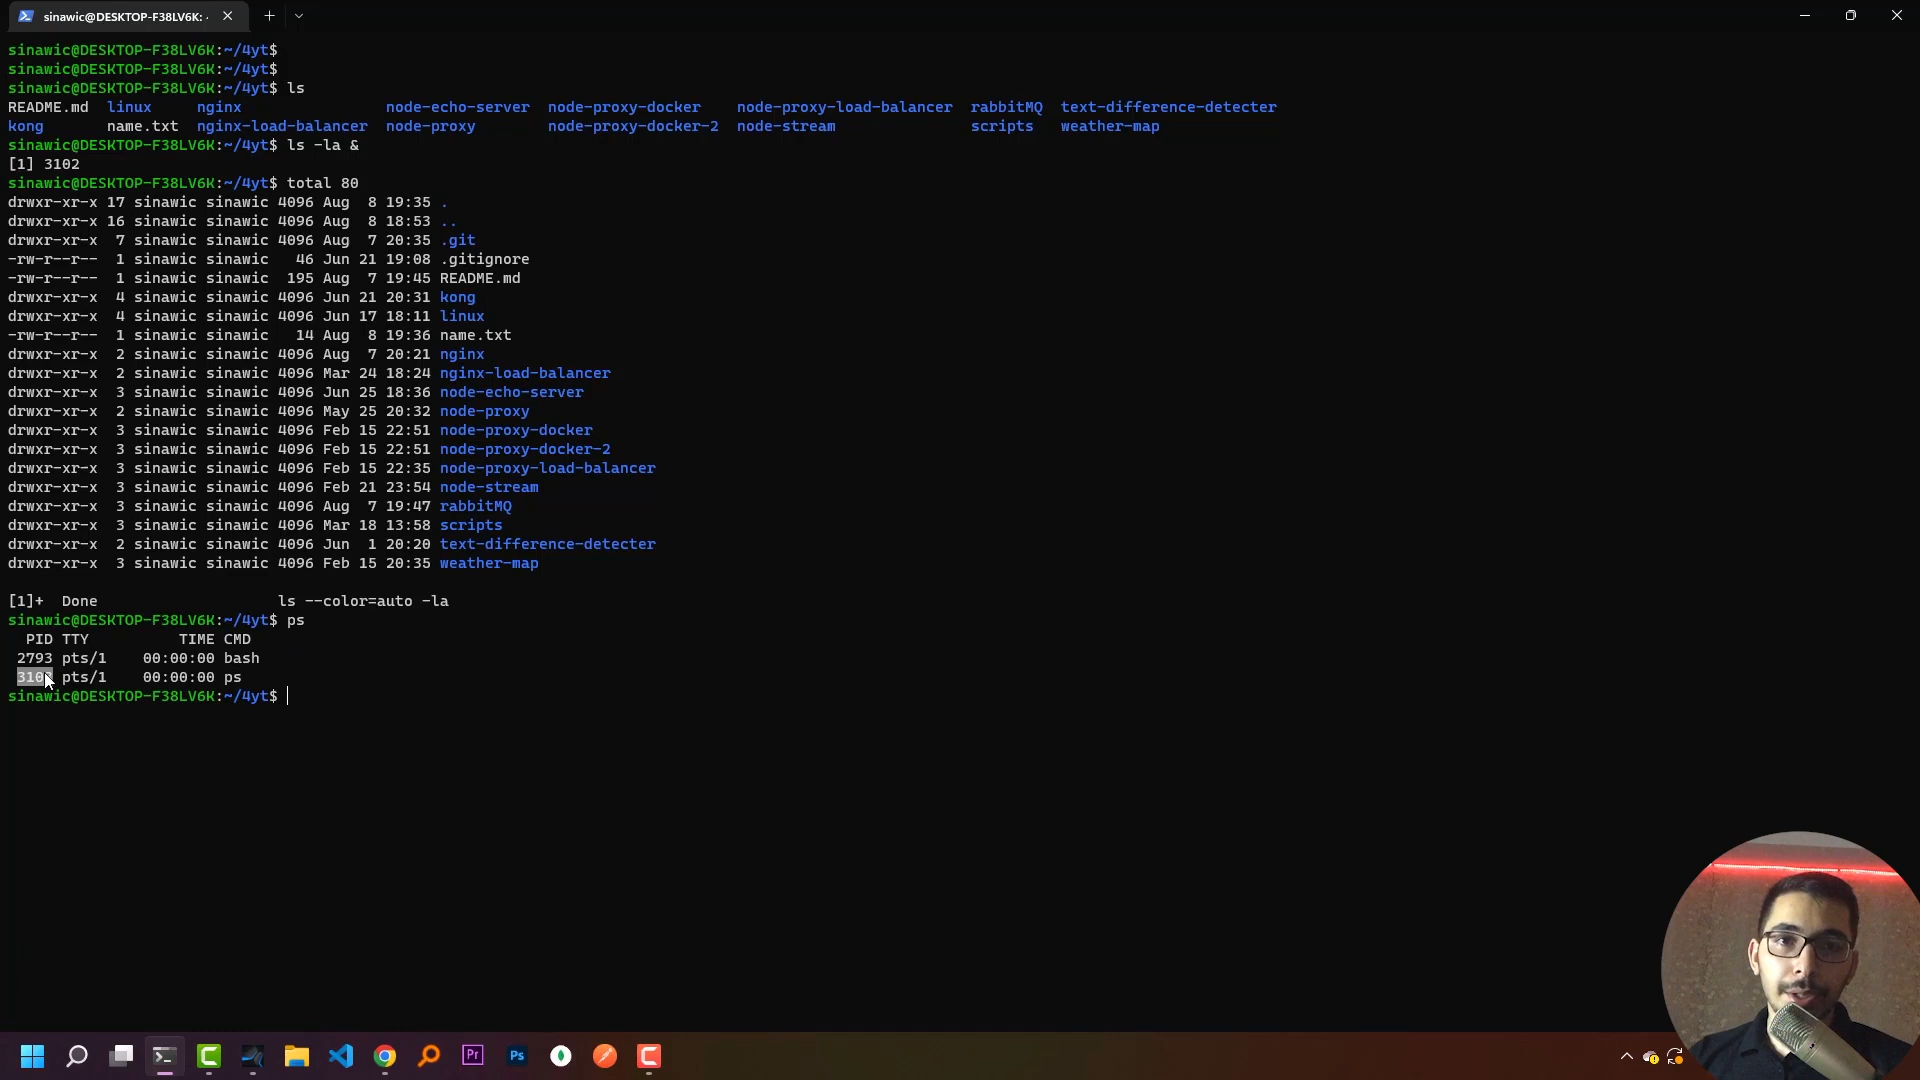 sinawic@DESKTOP-F38LV6K: ·
sinawic@DESKTOP-F38LV6K:~/4yt$
sinawic@DESKTOP-F38LV6K:~/4yt$
sinawic@DESKTOP-F38LV6K:~/4yt$ ls
README.md linux nginx node-echo-server node-proxy-docker node-proxy-load-balancer rabbitMQ text-difference-detecter
kong name.txt nginx-load-balancer node-proxy node-proxy-docker-2 node-stream scripts weather-map
sinawic@DESKTOP-F38LV6K:~/4yt$ ls -la &
[1] 3102
sinawic@DESKTOP-F38LV6K:~/4yt$ total 80
drwxr-xr-x 17 sinawic sinawic 4096 Aug 8 19:35 .
drwxr-xr-x 16 sinawic sinawic 4096 Aug 8 18:53 ..
drwxr-xr-x 7 sinawic sinawic 4096 Aug 7 20:35 .git
-rw-r--r-- 1 sinawic sinawic 46 Jun 21 19:08 .gitignore
-rw-r--r-- 1 sinawic sinawic 195 Aug 7 19:45 README.md
drwxr-xr-x 4 sinawic sinawic 4096 Jun 21 20:31 kong
drwxr-xr-x 4 sinawic sinawic 4096 Jun 17 18:11 linux
-rw-r--r-- 1 sinawic sinawic 14 Aug 8 19:36 name.txt
drwxr-xr-x 2 sinawic sinawic 4096 Aug 7 20:21 nginx
drwxr-xr-x 2 sinawic sinawic 4096 Mar 24 18:24 nginx-load-balancer
drwxr-xr-x 3 sinawic sinawic 4096 Jun 25 18:36 node-echo-server
drwxr-xr-x 2 sinawic sinawic 4096 May 25 20:32 node-proxy
drwxr-xr-x 3 sinawic sinawic 4096 Feb 15 22:51 node-proxy-docker
drwxr-xr-x 3 sinawic sinawic 4096 Feb 15 22:51 node-proxy-docker-2
drwxr-xr-x 3 sinawic sinawic 4096 Feb 15 22:35 node-proxy-load-balancer
drwxr-xr-x 3 sinawic sinawic 4096 Feb 21 23:54 node-stream
drwxr-xr-x 3 sinawic sinawic 4096 Aug 7 19:47 rabbitMQ
drwxr-xr-x 3 sinawic sinawic 4096 Mar 18 13:58 scripts
drwxr-xr-x 2 sinawic sinawic 4096 Jun 1 20:20 text-difference-detecter
drwxr-xr-x 3 sinawic sinawic 4096 Feb 15 20:35 weather-map
[1]+ Done ls --color=auto -la
sinawic@DESKTOP-F38LV6K:~/4yt$ ps
PID TTY TIME CMD
2793 pts/1 00:00:00 bash
pts/1 00:00:00 ps
sinawic@DESKTOP-F38LV6K:~/4yt$
Pr
Ps